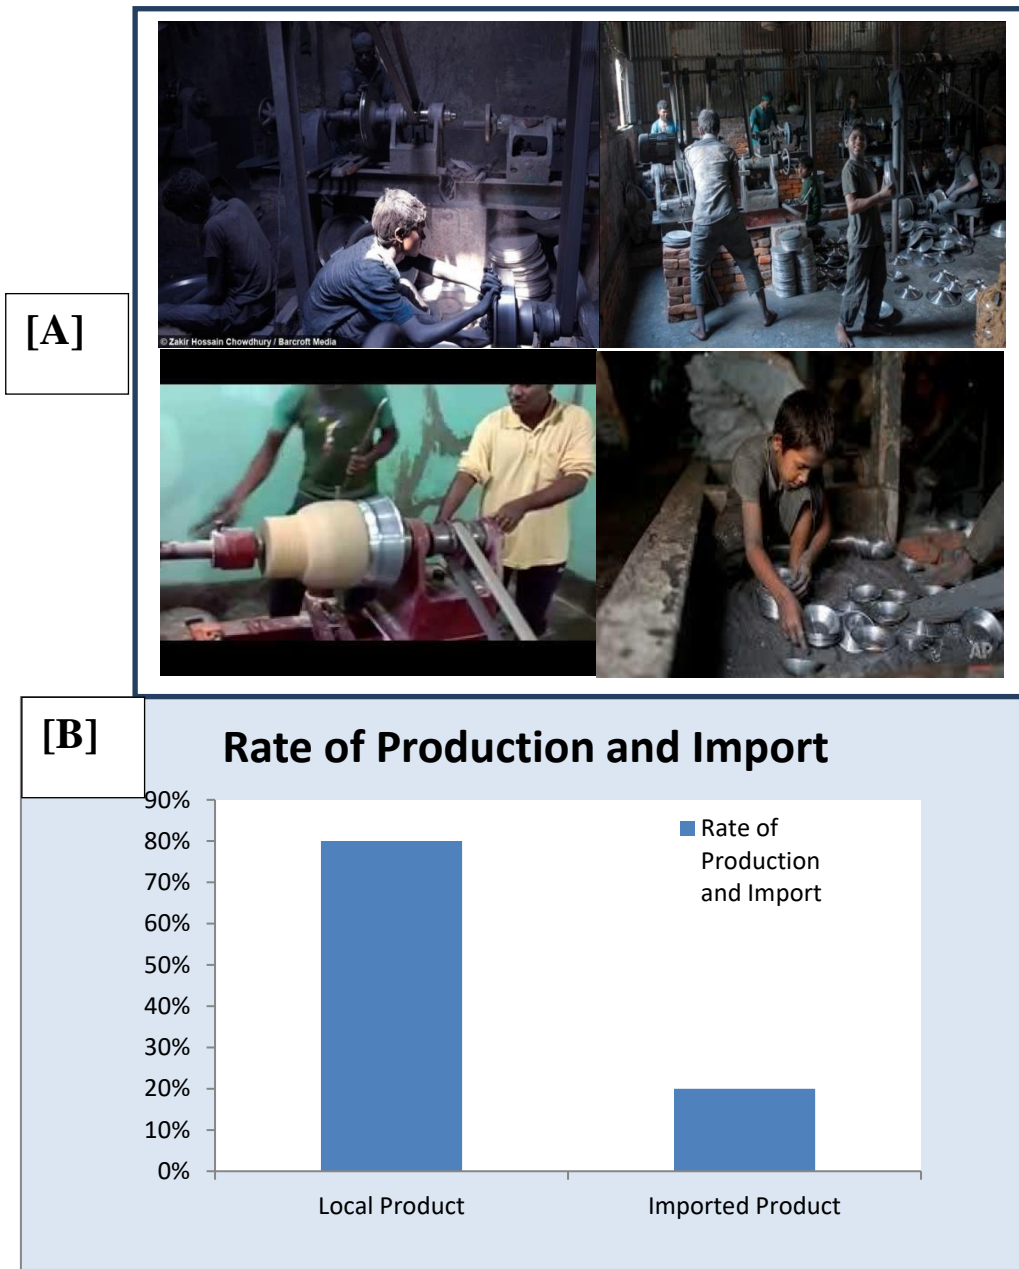 [A]
© Zakir Hossain Chowdhury / Barcroft Media
AP
[B]
Rate of Production and Import
90%
80%
70%
60%
50%
40%
30%
20%
10%
0%
Rate of
Production
and Import
Local Product
Imported Product